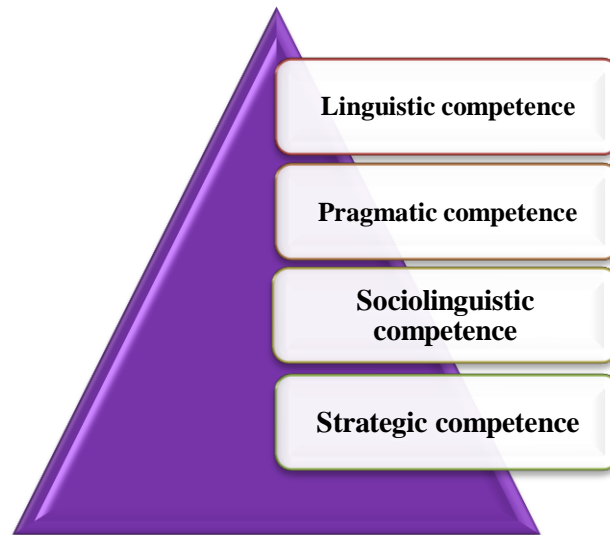 Linguistic competence
Pragmatic competence
Sociolinguistic
competence
Strategic competence